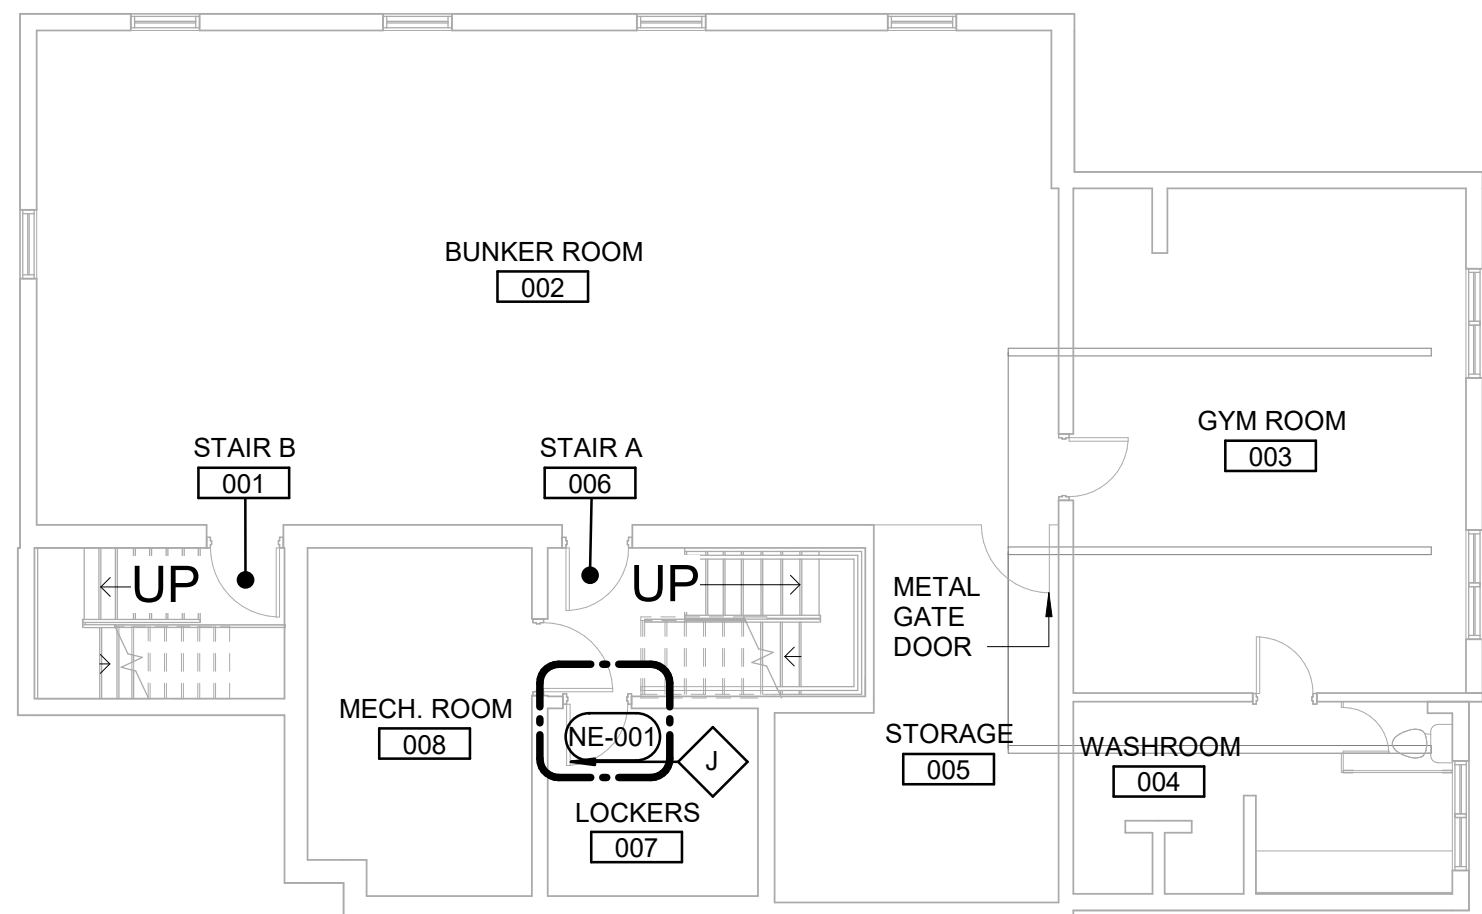 BUNKER ROOM
002
GYM ROOM
003
STAIR B
001
STAIR A
006
UP
UP
METAL
GATE
DOOR
MECH. ROOM
008
NE-001
J
STORAGE
005
WASHROOM
004
LOCKERS
007